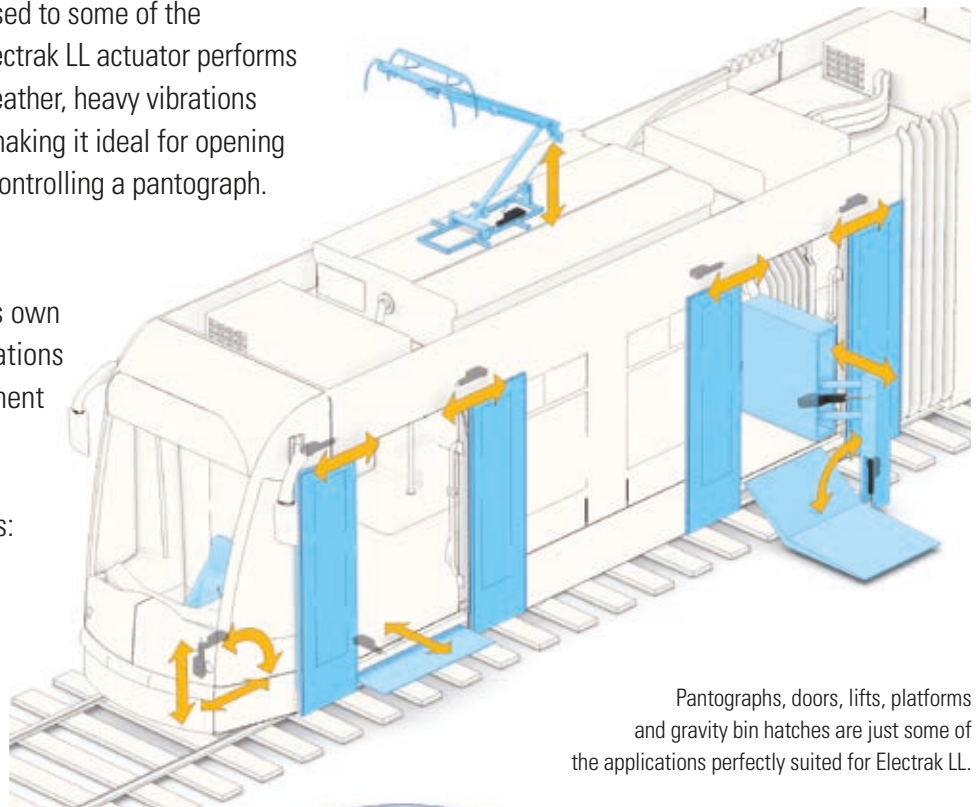 sed to some of the
ectrak LL actuator performs
eather, heavy vibrations
naking it ideal for opening
controlling a pantograph.
s own
ations
nent
s:
Pantographs, doors, lifts, platforms
and gravity bin hatches are just some of
the applications perfectly suited for Electrak LL.